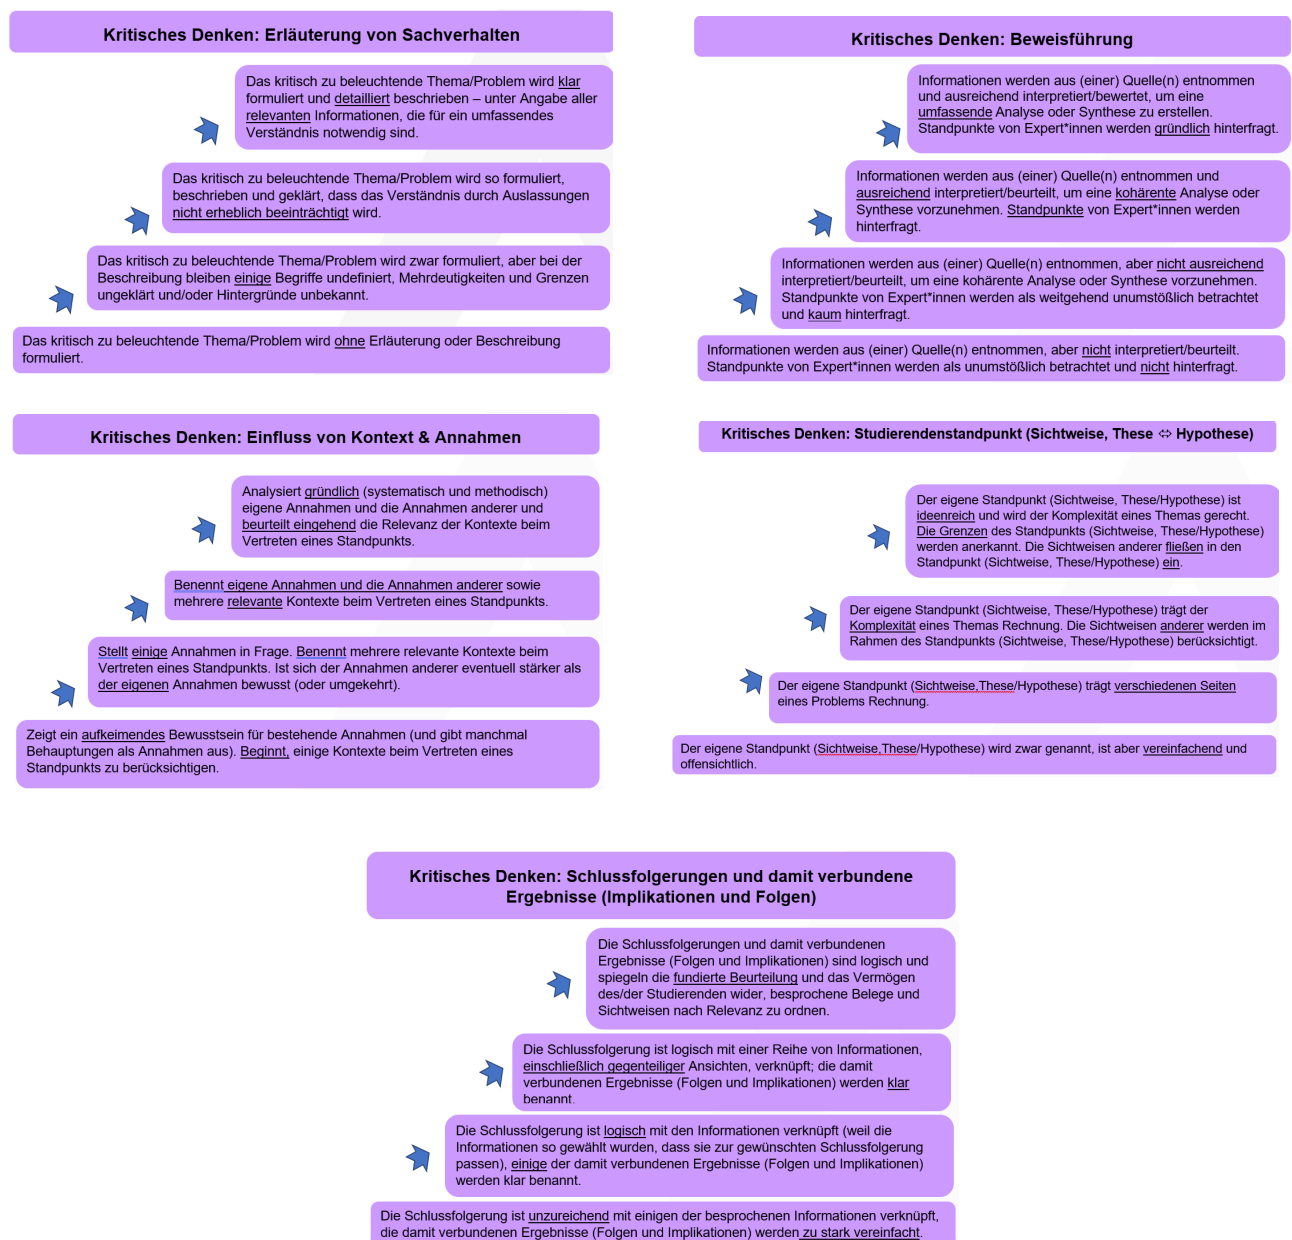 Kritisches Denken: Erläuterung von Sachverhalten
Das kritisch zu beleuchtende Thema/Problem wird klar
formuliert und detailliert beschrieben – unter Angabe aller
relevanten Informationen, die für ein umfassendes
Verständnis notwendig sind.
Das kritisch zu beleuchtende Thema/Problem wird so formuliert,
beschrieben und geklärt, dass das Verständnis durch Auslassungen
nicht erheblich beeinträchtigt wird.
Das kritisch zu beleuchtende Thema/Problem wird zwar formuliert, aber bei der
Beschreibung bleiben einige Begriffe undefiniert, Mehrdeutigkeiten und Grenzen
ungeklärt und/oder Hintergründe unbekannt.
Das kritisch zu beleuchtende Thema/Problem wird ohne Erläuterung oder Beschreibung
formuliert.
Kritisches Denken: Beweisführung
Informationen werden aus (einer) Quelle(n) entnommen
und ausreichend interpretiert/bewertet, um eine
umfassende Analyse oder Synthese zu erstellen.
Standpunkte von Expert*innen werden gründlich hinterfragt.
Informationen werden aus (einer) Quelle(n) entnommen und
ausreichend interpretiert/beurteilt, um eine kohärente Analyse oder
Synthese vorzunehmen. Standpunkte von Expert*innen werden
hinterfragt.
Informationen werden aus (einer) Quelle(n) entnommen, aber nicht ausreichend
interpretiert/beurteilt, um eine kohärente Analyse oder Synthese vorzunehmen.
Standpunkte von Expert*innen werden als weitgehend unumstößlich betrachtet
und kaum hinterfragt.
Informationen werden aus (einer) Quelle(n) entnommen, aber nicht interpretiert/beurteilt.
Standpunkte von Expert*innen werden als unumstößlich betrachtet und nicht hinterfragt.
Kritisches Denken: Einfluss von Kontext & Annahmen
Analysiert gründlich (systematisch und methodisch)
eigene Annahmen und die Annahmen anderer und
beurteilt eingehend die Relevanz der Kontexte beim
Vertreten eines Standpunkts.
Benennt eigene Annahmen und die Annahmen anderer sowie
mehrere relevante Kontexte beim Vertreten eines Standpunkts.
Stellt einige Annahmen in Frage. Benennt mehrere relevante Kontexte beim
Vertreten eines Standpunkts. Ist sich der Annahmen anderer eventuell stärker als
der eigenen Annahmen bewusst (oder umgekehrt).
Zeigt ein aufkeimendes Bewusstsein für bestehende Annahmen (und gibt manchmal
Behauptungen als Annahmen aus). Beginnt, einige Kontexte beim Vertreten eines
Standpunkts zu berücksichtigen.
Kritisches Denken: Studierendenstandpunkt (Sichtweise, These ⇔ Hypothese)
Der eigene Standpunkt (Sichtweise, These/Hypothese) ist
ideenreich und wird der Komplexität eines Themas gerecht.
Die Grenzen des Standpunkts (Sichtweise, These/Hypothese)
werden anerkannt. Die Sichtweisen anderer fließen in den
Standpunkt (Sichtweise, These/Hypothese) ein.
Der eigene Standpunkt (Sichtweise, These/Hypothese) trägt der
Komplexität eines Themas Rechnung. Die Sichtweisen anderer werden im
Rahmen des Standpunkts (Sichtweise, These/Hypothese) berücksichtigt.
Der eigene Standpunkt (Sichtweise,These/Hypothese) trägt verschiedenen Seiten
eines Problems Rechnung.
Der eigene Standpunkt (Sichtweise,These/Hypothese) wird zwar genannt, ist aber vereinfachend und
offensichtlich.
Kritisches Denken: Schlussfolgerungen und damit verbundene
Ergebnisse (Implikationen und Folgen)
Die Schlussfolgerungen und damit verbundenen
Ergebnisse (Folgen und Implikationen) sind logisch und
spiegeln die fundierte Beurteilung und das Vermögen
des/der Studierenden wider, besprochene Belege und
Sichtweisen nach Relevanz zu ordnen.
Die Schlussfolgerung ist logisch mit einer Reihe von Informationen,
einschließlich gegenteiliger Ansichten, verknüpft; die damit
verbundenen Ergebnisse (Folgen und Implikationen) werden klar
benannt.
Die Schlussfolgerung ist logisch mit den Informationen verknüpft (weil die
Informationen so gewählt wurden, dass sie zur gewünschten Schlussfolgerung
passen), einige der damit verbundenen Ergebnisse (Folgen und Implikationen)
werden klar benannt.
Die Schlussfolgerung ist unzureichend mit einigen der besprochenen Informationen verknüpft,
die damit verbundenen Ergebnisse (Folgen und Implikationen) werden zu stark vereinfacht.